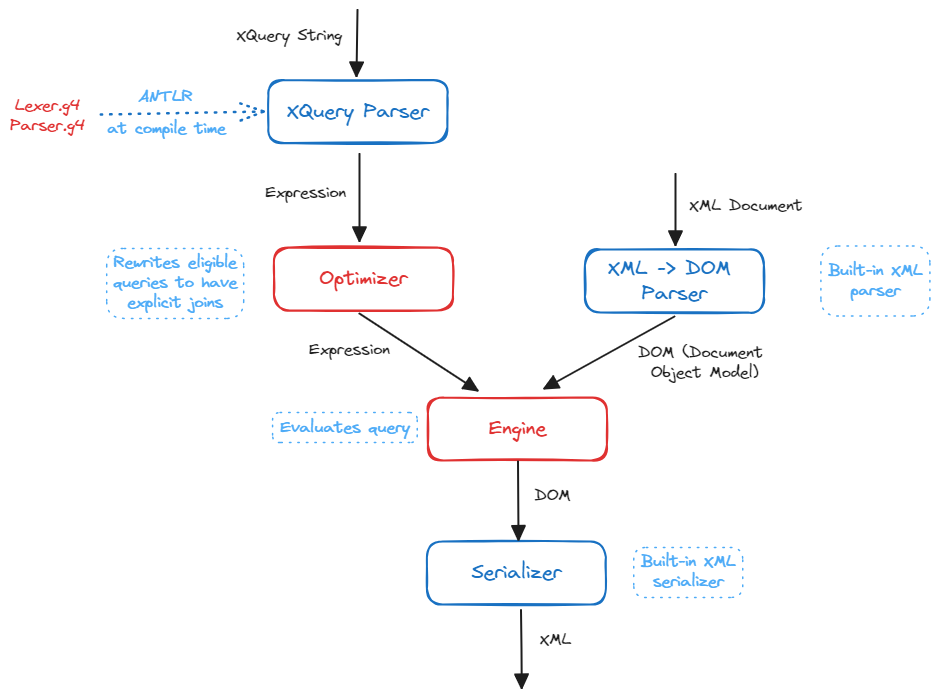 XQuery String
Lexer.g4
Parser.g4
ANTLR
at compile time
XQuery Parser
Expression
XML Document
Rewrites eligible
queries to have
explicit joins
Optimizer
XML -> DOM
Parser
Built-in XML
parser
Expression
DOM (Document
Object Model)
Evaluates query
Engine
DOM
Serializer
Built-in XML
serializer
XML